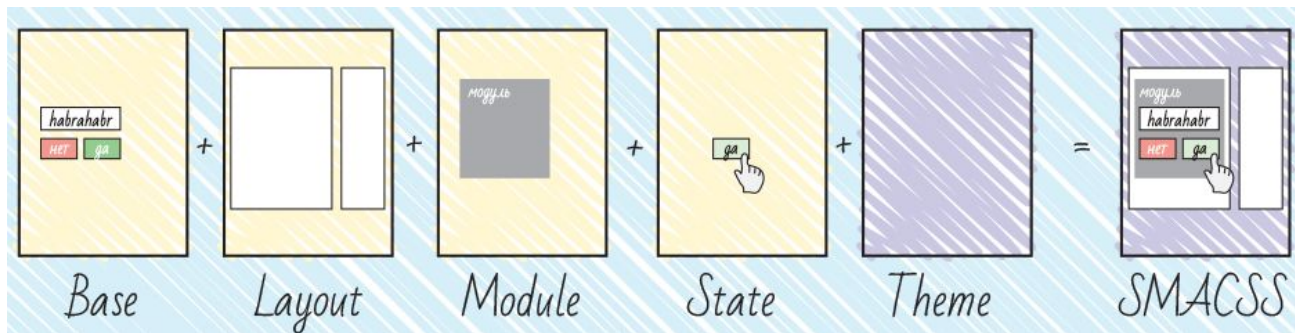 habrahabr
нет да
+
+
модуль
+
да
+
=
модуль
habrahabr
нет да
Base Layout Module State Theme SMACSS